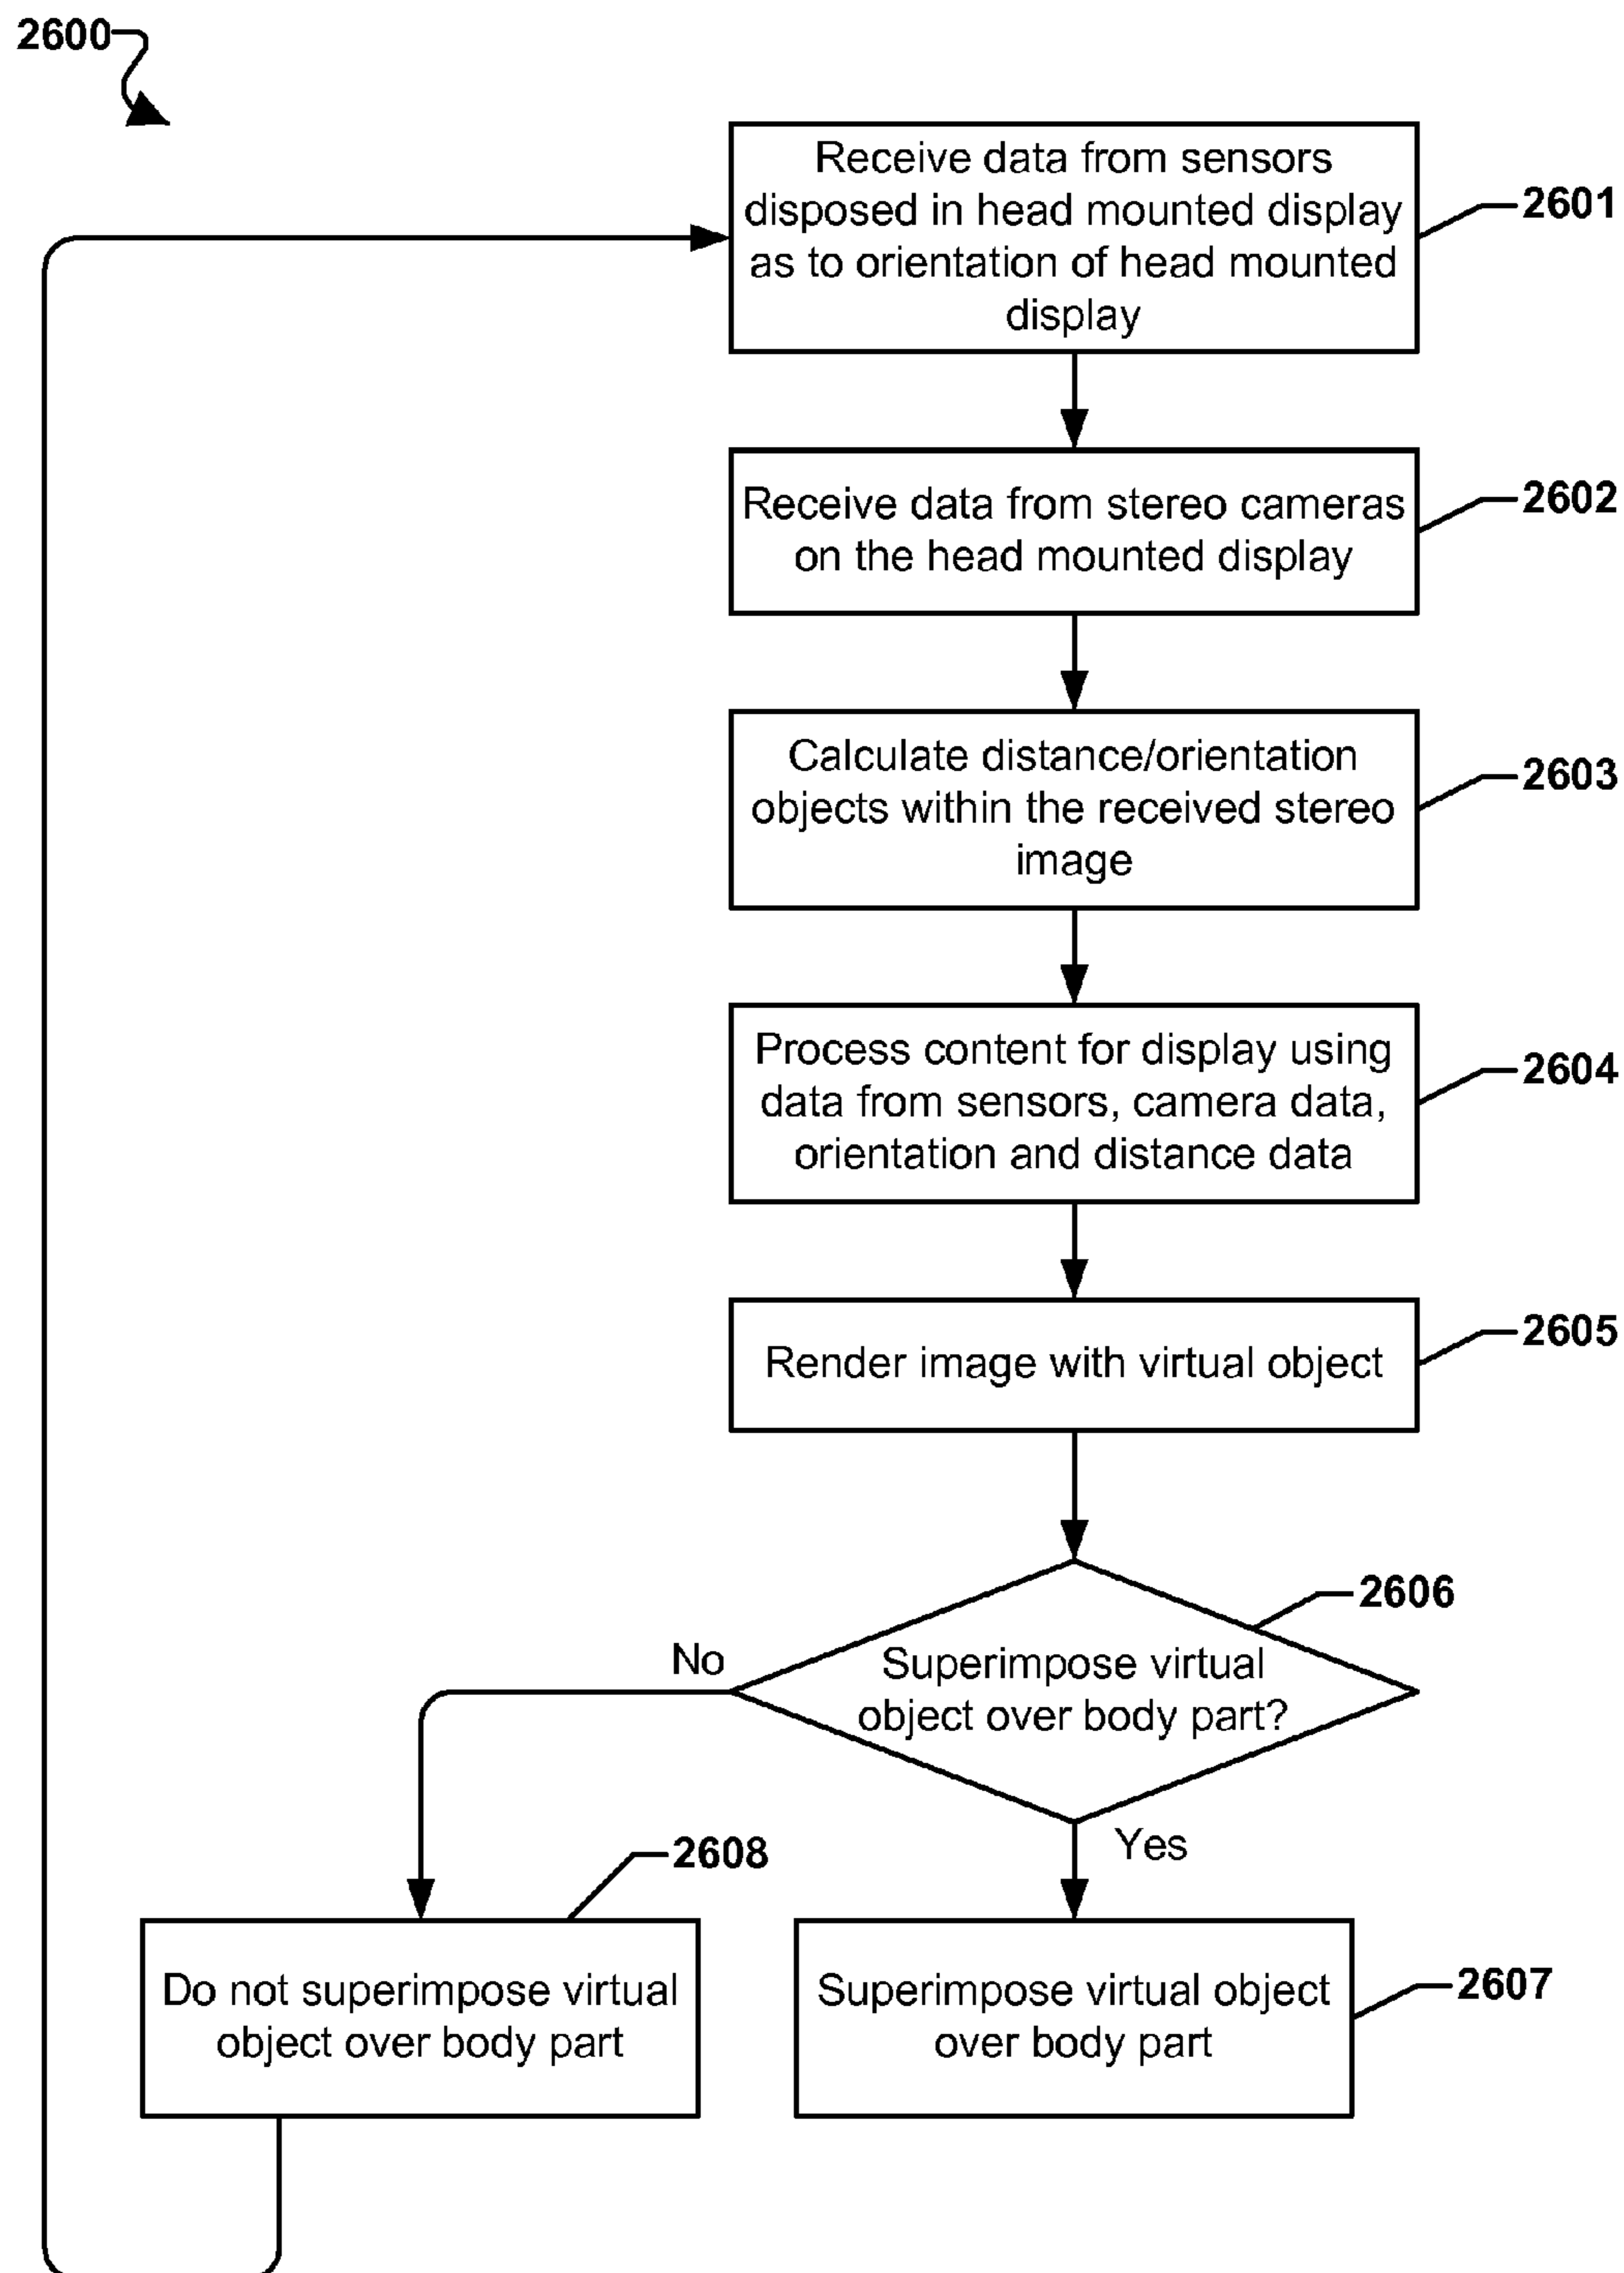 2600
Receive data from sensors
disposed in head mounted display
as to orientation of head mounted
display
2601
Receive data from stereo cameras
on the head mounted display
2602
Calculate distance/orientation
objects within the received stereo
image
2603
Process content for display using
data from sensors, camera data,
orientation and distance data
2604
Render image with virtual object
2605
Superimpose virtual
object over body part?
2606
No
Yes
2608
Do not superimpose virtual
object over body part
Superimpose virtual object
over body part
2607